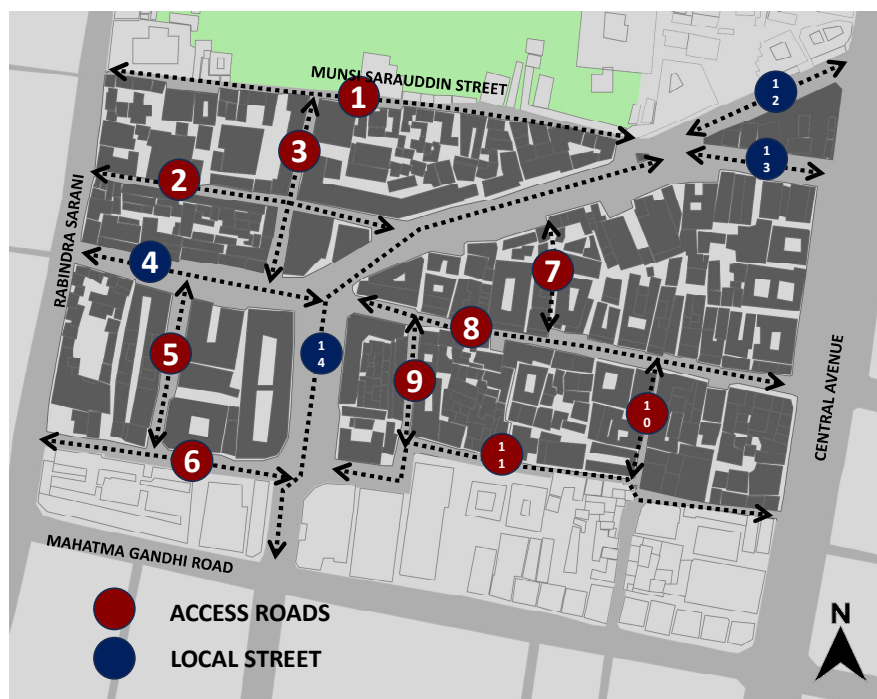 MUNSI SARAUDDIN STREET
1
12
3
13
2
RABINDRA SARANI
4
7
8
14
5
9
CENTRAL AVENUE
10
11
6
MAHATMA GANDHI ROAD
N
ACCESS ROADS
LOCAL STREET